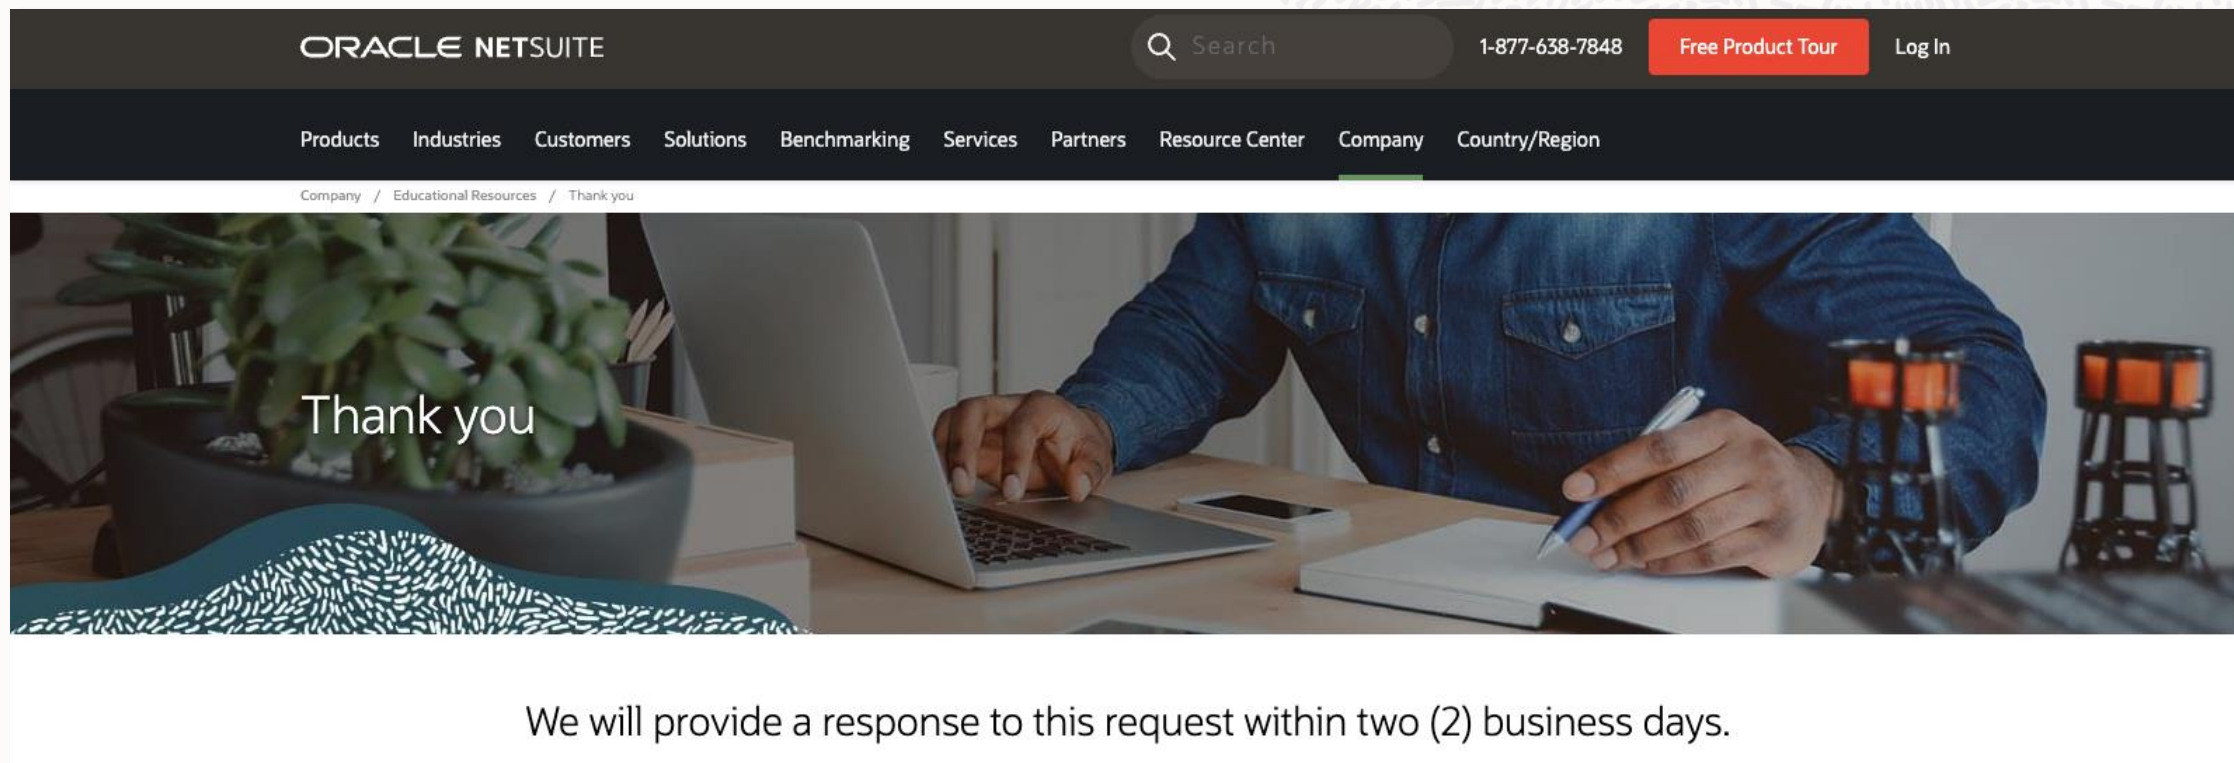 ORACLE NETSUITE
Search
1-877-638-7848
Free Product Tour
Log In
Products Industries Customers Solutions Benchmarking Services Partners Resource Center Company Country/Region
Company / Educational Resources / Thank you
Thank you
We will provide a response to this request within two (2) business days.